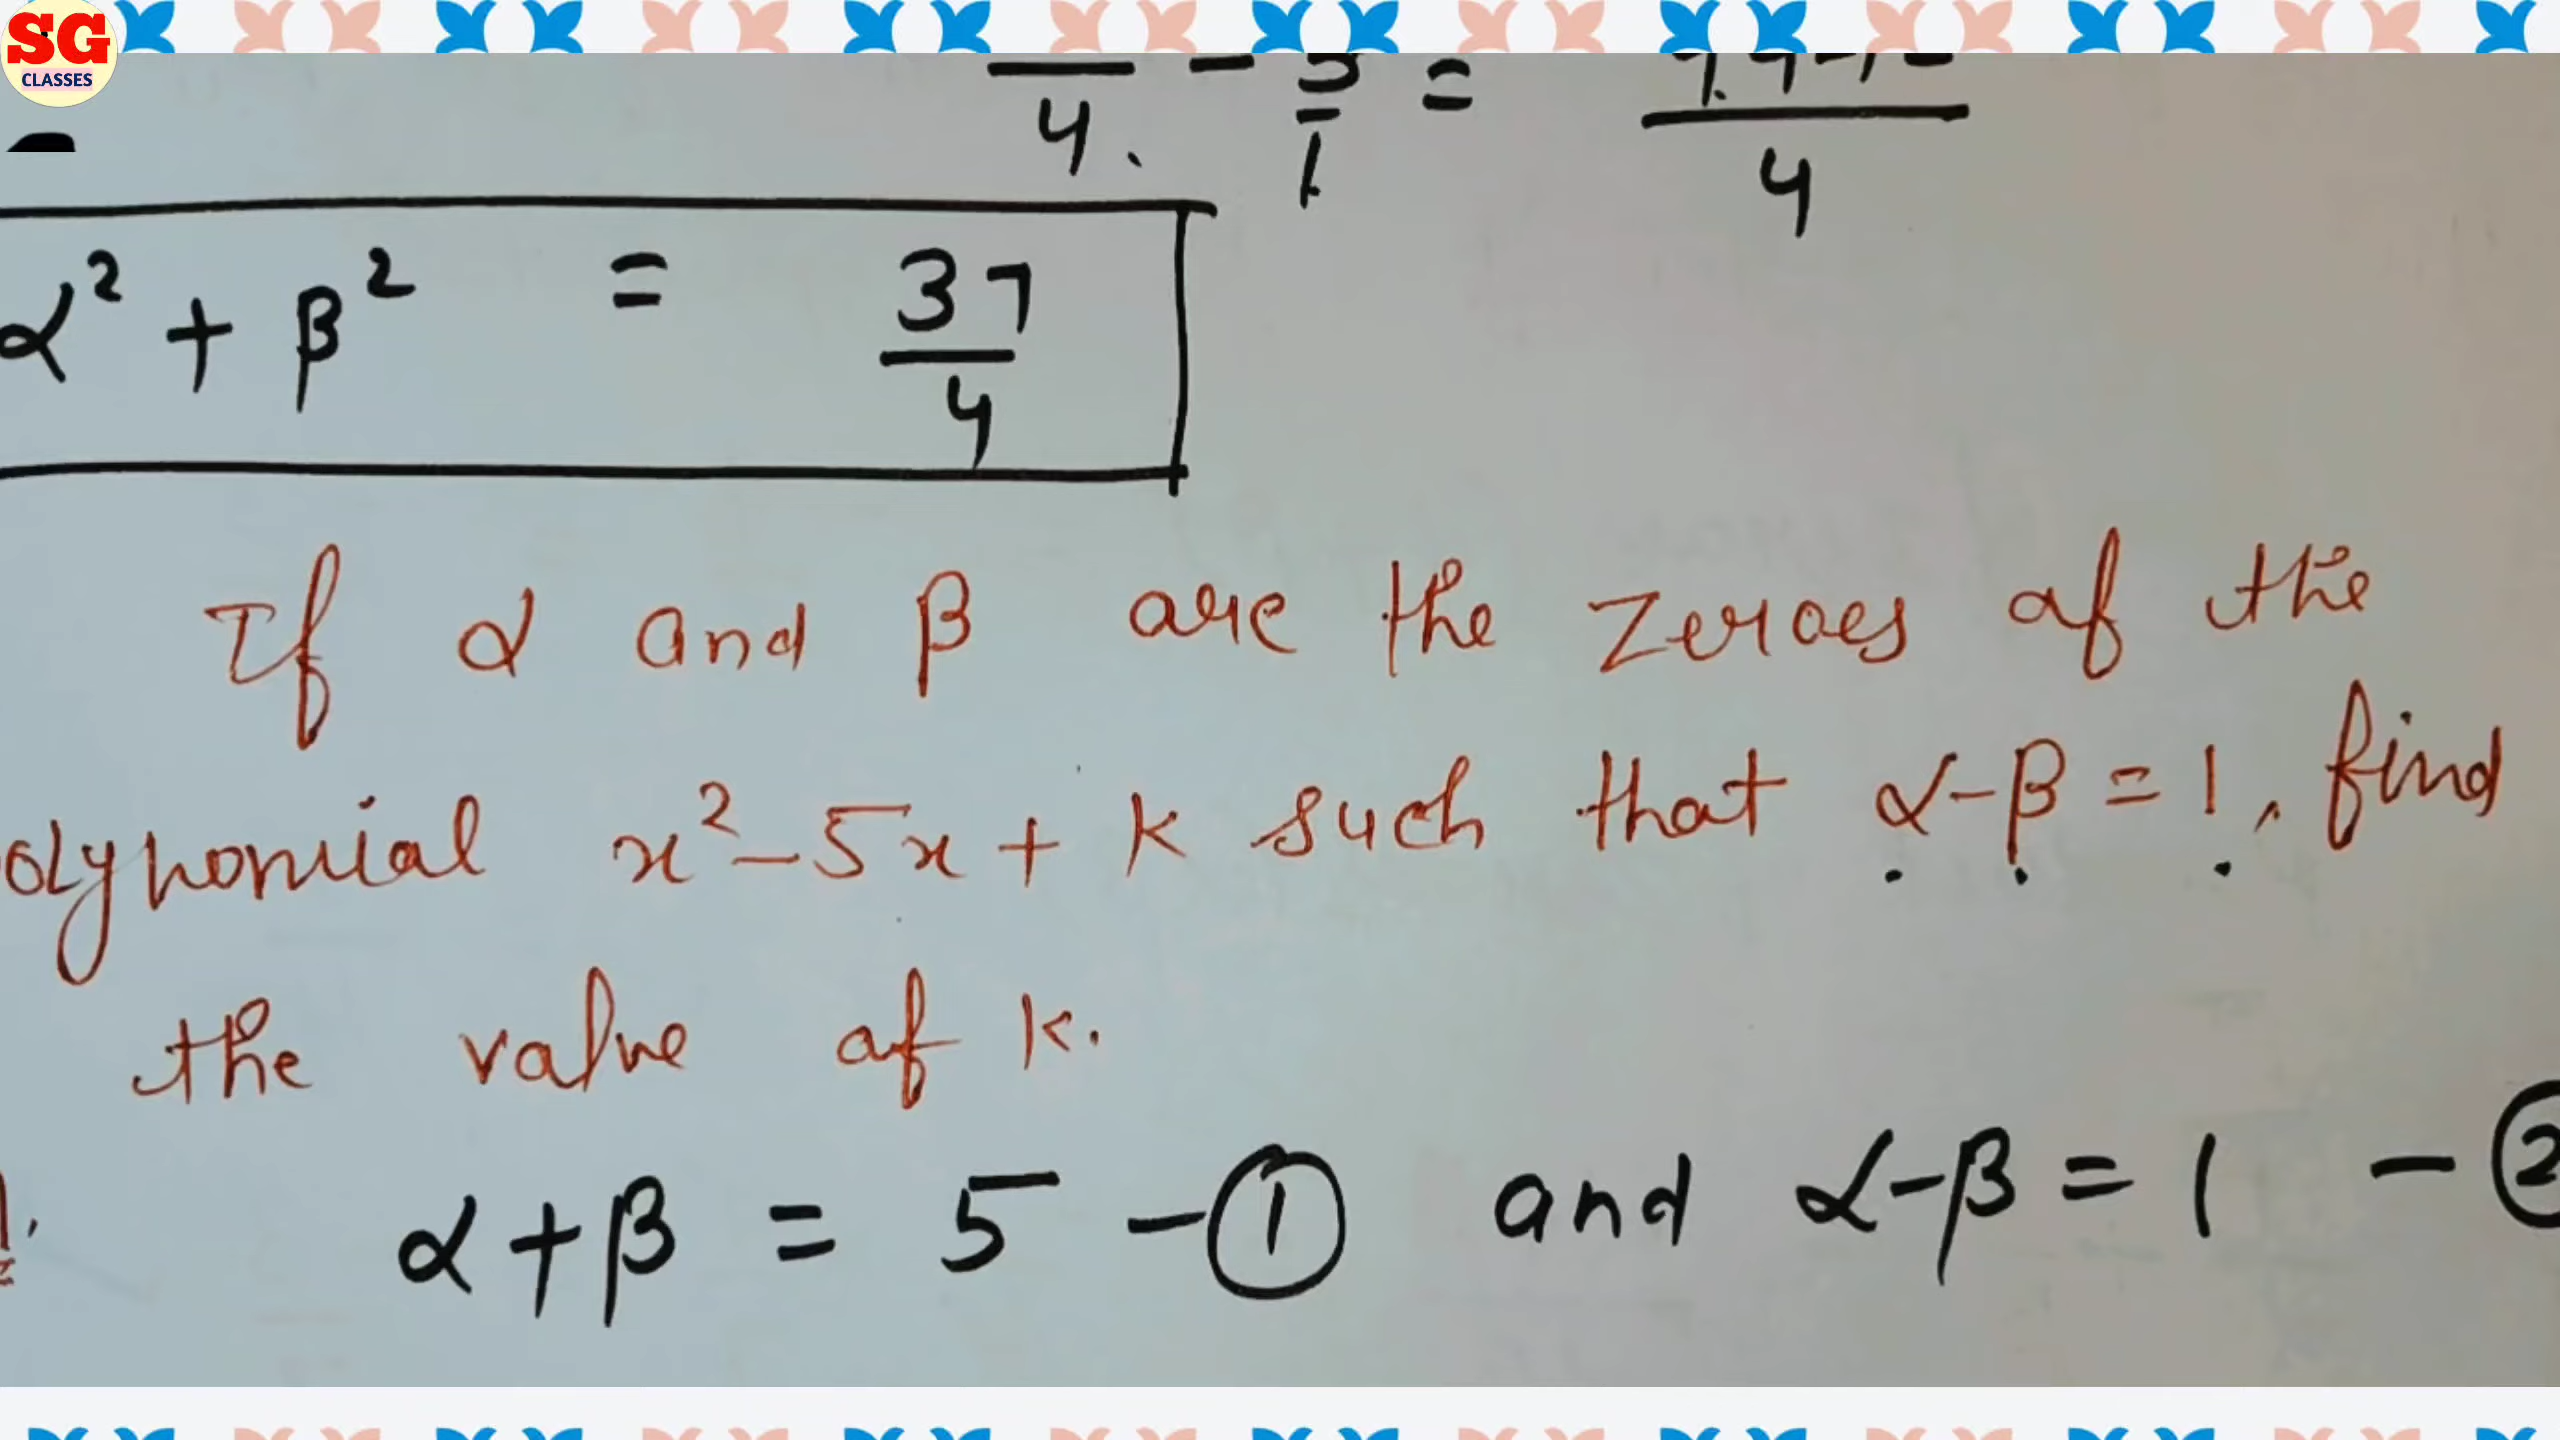 SG
CLASSES
4. 1 4
α² + β² = 37/4
If α and β are the zeroes of the
olynomial x²-5x+k such that α-β=1, find
the value of k.
α+β = 5 -① and α-β=1 -②